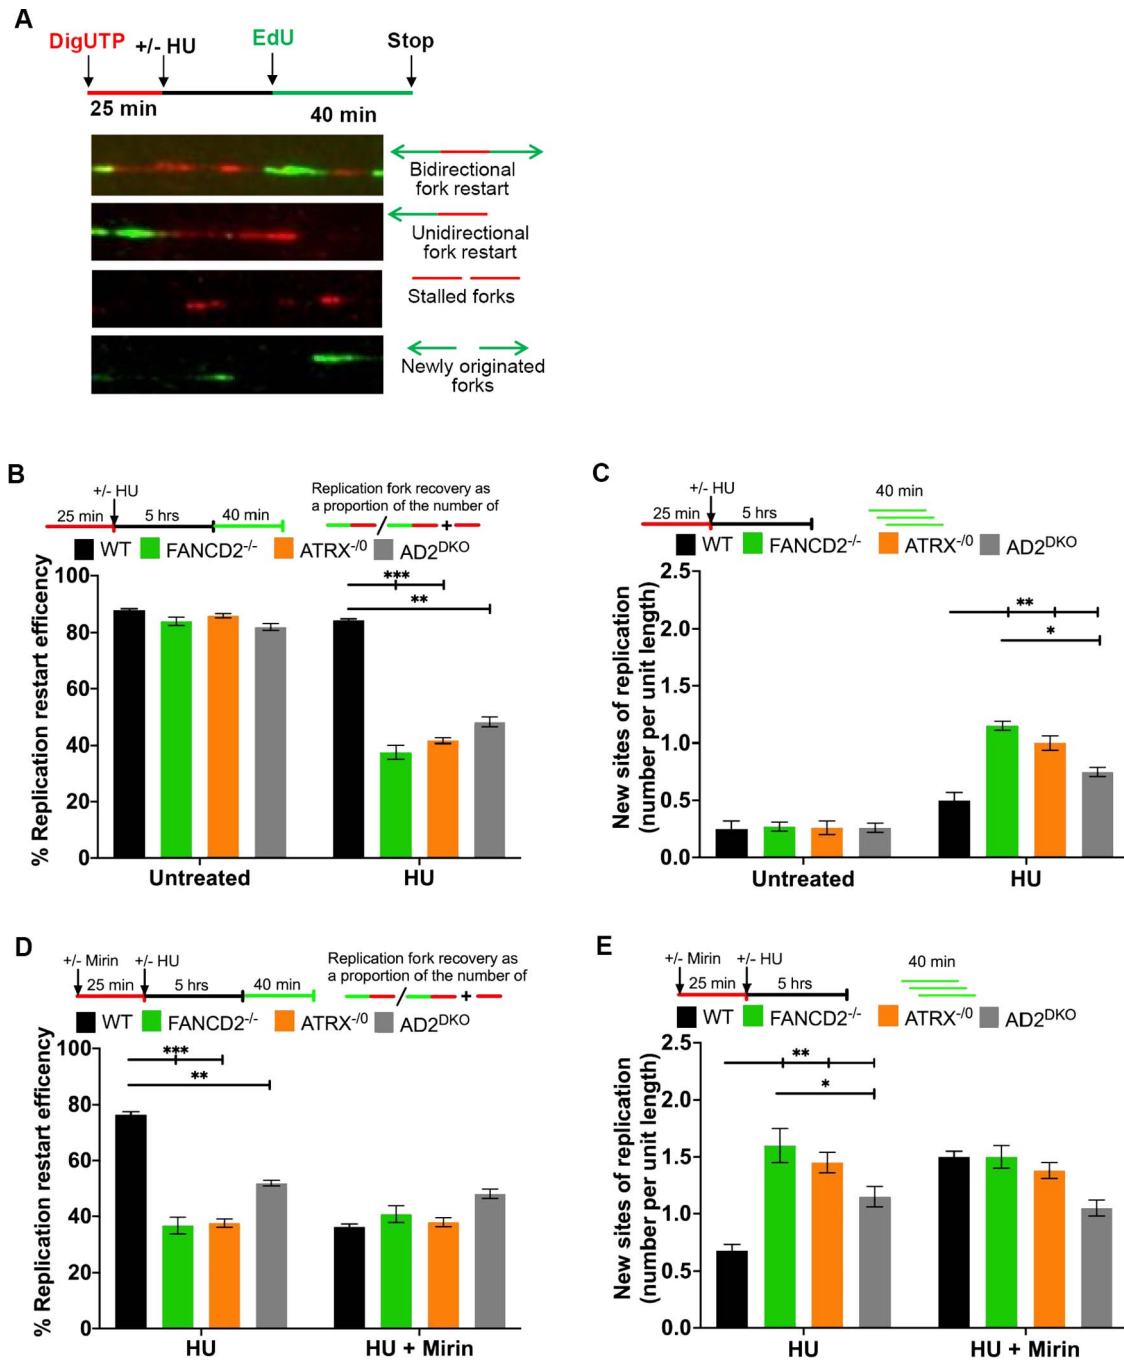 A
DigUTP +/- HU EdU Stop
25 min 40 min
Bidirectional
fork restart
Unidirectional
fork restart
Stalled forks
Newly originated
forks
B
+/- HU
25 min 5 hrs 40 min
Replication fork recovery as
a proportion of the number of
/ +
WT FANCD2-/- ATRX-/0 AD2DKO
% Replication restart efficency
100
80
60
40
20
0
***
**
Untreated HU
C
+/- HU
25 min 5 hrs
40 min
WT FANCD2-/- ATRX-/0 AD2DKO
New sites of replication
(number per unit length)
2.5
2.0
1.5
1.0
0.5
0.0
**
*
Untreated HU
D
+/- Mirin +/- HU
25 min 5 hrs 40 min
Replication fork recovery as
a proportion of the number of
/ +
WT FANCD2-/- ATRX-/0 AD2DKO
% Replication restart efficency
100
80
60
40
20
0
***
**
HU HU + Mirin
E
+/- Mirin +/- HU
25 min 5 hrs
40 min
WT FANCD2-/- ATRX-/0 AD2DKO
New sites of replication
(number per unit length)
2.5
2.0
1.5
1.0
0.5
0.0
**
*
HU HU + Mirin